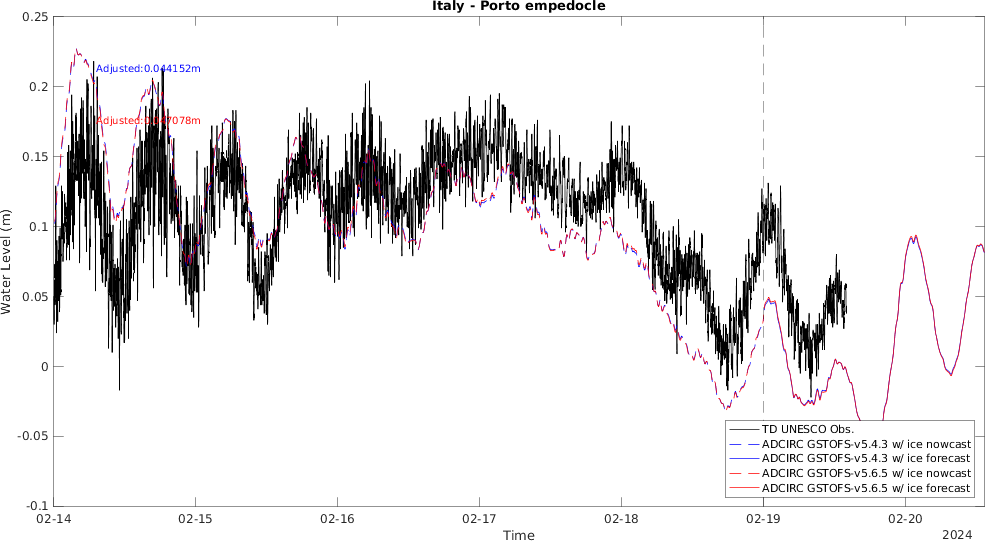 Italy - Porto empedocle
0.25
Adjusted:0.044152m
0.2
Adjusted:0.047078m
0.15
0.1
0.05
0
-0.05
-0.1
Water Level (m)
TD UNESCO Obs.
ADCIRC GSTOFS-v5.4.3 w/ ice nowcast
ADCIRC GSTOFS-v5.4.3 w/ ice forecast
ADCIRC GSTOFS-v5.6.5 w/ ice nowcast
ADCIRC GSTOFS-v5.6.5 w/ ice forecast
02-14 02-15 02-16 02-17 02-18 02-19 02-20
Time
2024